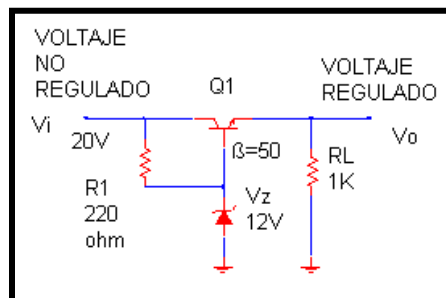 VOLTAJE
NO
REGULADO
Q1
VOLTAJE
REGULADO
Vi
20V
ß=50
Vo
R1
220
ohm
Vz
12V
RL
1K